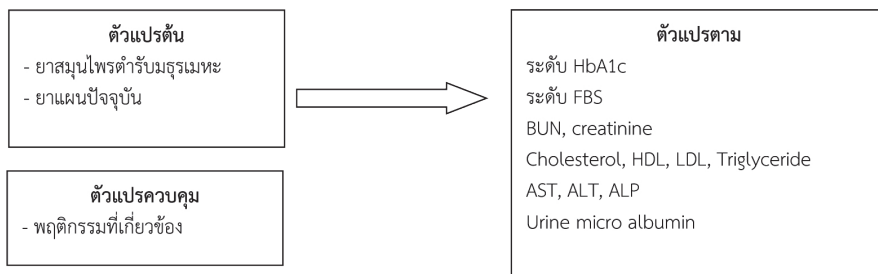 ตัวแปรต้น
- ยาสมุนไพรตำรับมธุรเมหะ
- ยาแผนปัจจุบัน
ตัวแปรควบคุม
- พฤติกรรมที่เกี่ยวข้อง
ตัวแปรตาม
ระดับ HbA1c
ระดับ FBS
BUN, creatinine
Cholesterol, HDL, LDL, Triglyceride
AST, ALT, ALP
Urine micro albumin